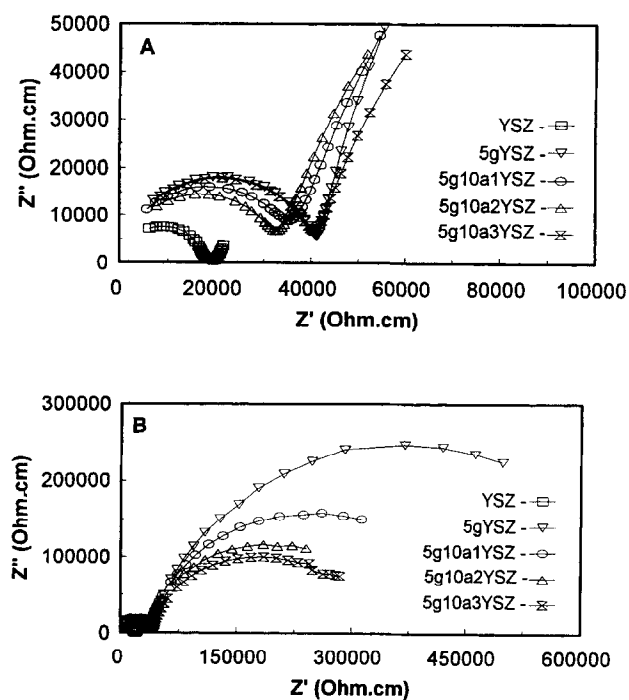 A
Z" (Ohm.cm)
50000
40000
30000
20000
10000
0
YSZ
5gYSZ
5g10a1YSZ
5g10a2YSZ
5g10a3YSZ
0 20000 40000 60000 80000 100000
Z' (Ohm.cm)
B
Z" (Ohm.cm)
300000
200000
100000
0
YSZ
5gYSZ
5g10a1YSZ
5g10a2YSZ
5g10a3YSZ
0 150000 300000 450000 600000
Z' (Ohm.cm)